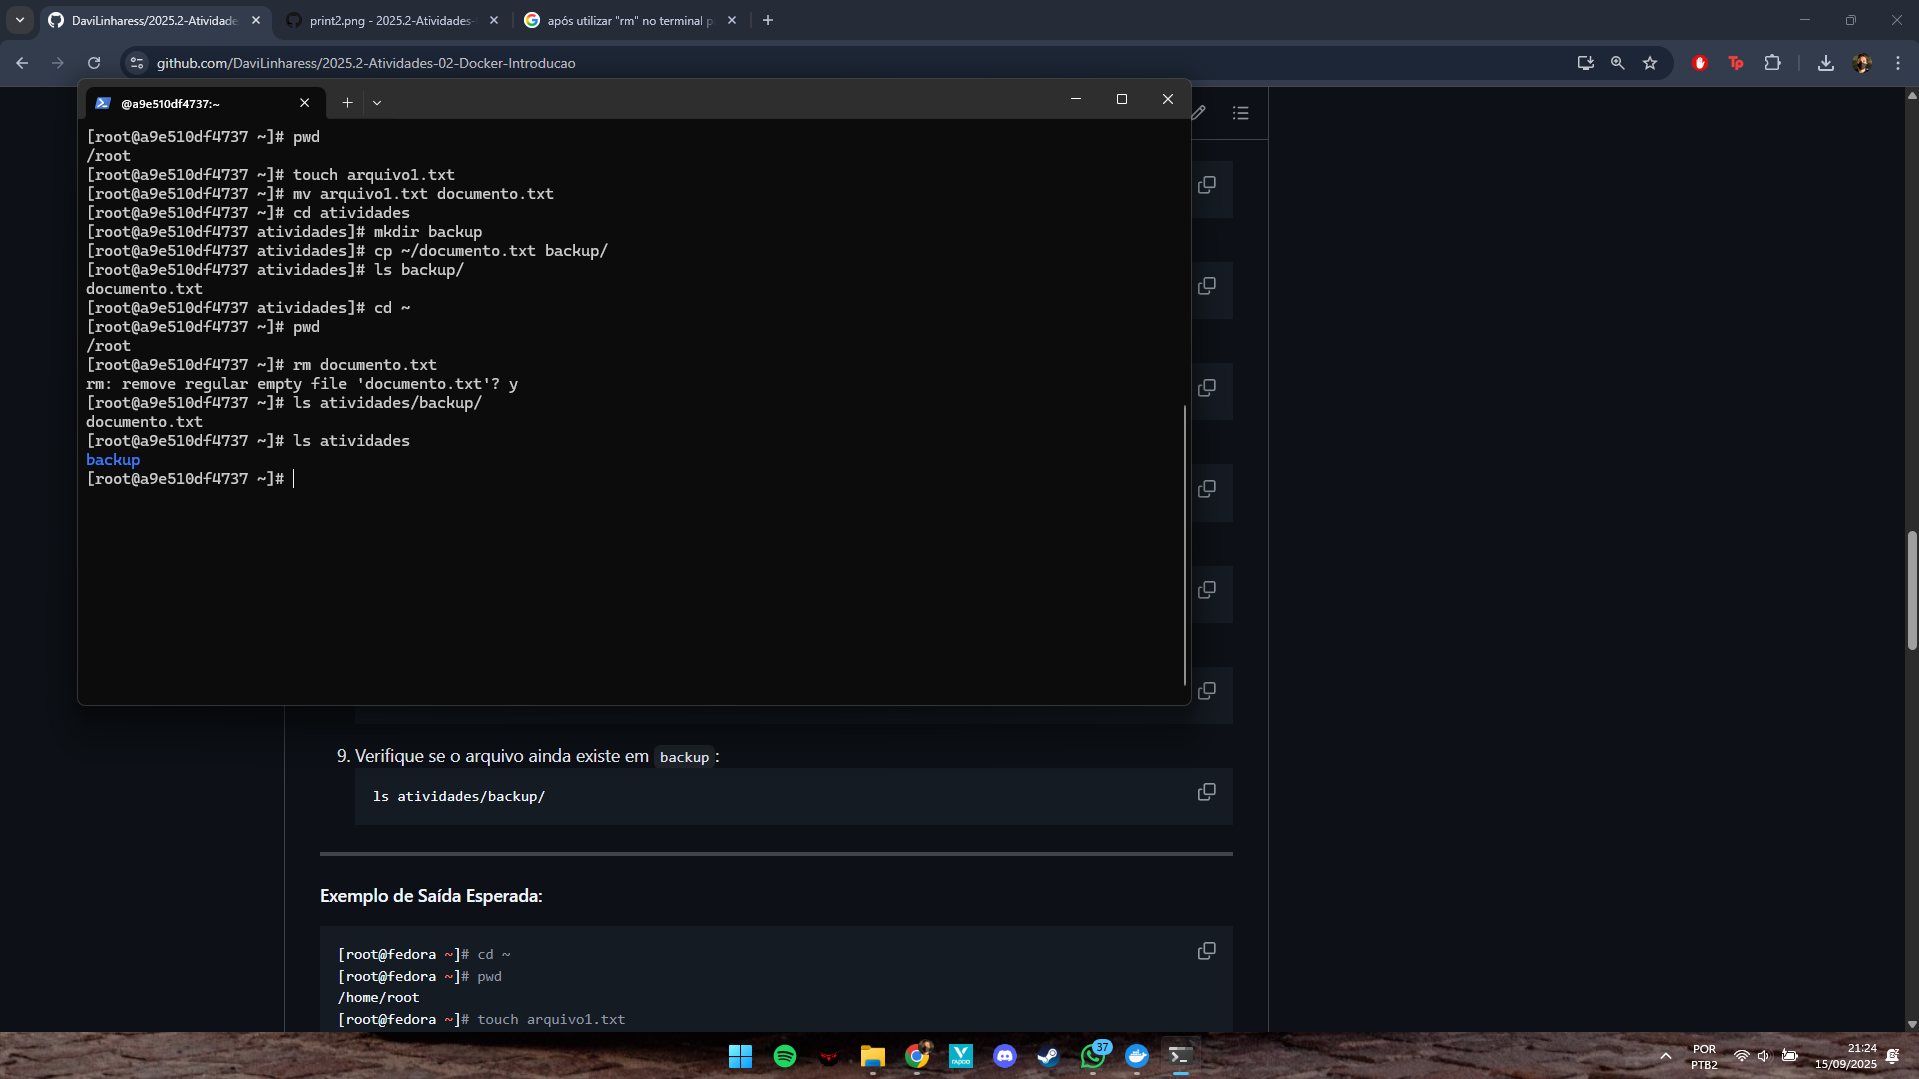 DaviLinharess/2025.2-Atividade
print2.png - 2025.2-Atividades-
após utilizar "rm" no terminal p
github.com/DaviLinharess/2025.2-Atividades-02-Docker-Introducao
Tp
@a9e510df4737:~
[root@a9e510df4737 ~]# pwd
/root
[root@a9e510df4737 ~]# touch arquivo1.txt
[root@a9e510df4737 ~]# mv arquivo1.txt documento.txt
[root@a9e510df4737 ~]# cd atividades
[root@a9e510df4737 atividades]# mkdir backup
[root@a9e510df4737 atividades]# cp ~/documento.txt backup/
[root@a9e510df4737 atividades]# ls backup/
documento.txt
[root@a9e510df4737 atividades]# cd ~
[root@a9e510df4737 ~]# pwd
/root
[root@a9e510df4737 ~]# rm documento.txt
rm: remove regular empty file 'documento.txt'? y
[root@a9e510df4737 ~]# ls atividades/backup/
documento.txt
[root@a9e510df4737 ~]# ls atividades
backup
[root@a9e510df4737 ~]#
9. Verifique se o arquivo ainda existe em backup :
ls atividades/backup/
Exemplo de Saída Esperada:
[root@fedora ~]# cd ~
[root@fedora ~]# pwd
/home/root
[root@fedora ~]# touch arquivo1.txt
V
RAPOO
37
POR
PTB2
21:24
15/09/2025